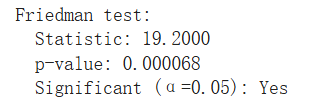 Friedman test:
Statistic: 19.2000
p-value: 0.000068
Significant (α=0.05): Yes